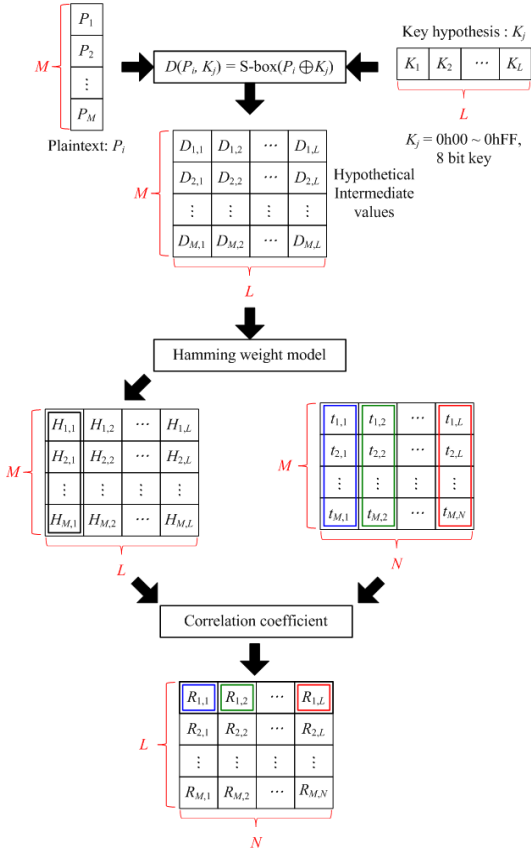 P1
P2
⋮
PM
M
Plaintext: Pi
D(Pi, Kj) = S-box(Pi ⊕Kj)
Key hypothesis : Kj
K1 K2 ⋯ KL
L
Kj = 0h00 ~ 0hFF,
8 bit key
D1,1 D1,2 ⋯ D1,L
D2,1 D2,2 ⋯ D2,L
⋮ ⋮ ⋮ ⋮
DM,1 DM,2 ⋯ DM,L
M
L
Hypothetical
Intermediate
values
Hamming weight model
H1,1 H1,2 ⋯ H1,L
H2,1 H2,2 ⋯ H2,L
⋮ ⋮ ⋮ ⋮
HM,1 HM,2 ⋯ HM,L
M
L
t1,1 t1,2 ⋯ t1,L
t2,1 t2,2 ⋯ t2,L
⋮ ⋮ ⋮ ⋮
tM,1 tM,2 ⋯ tM,N
M
N
Correlation coefficient
R1,1 R1,2 ⋯ R1,L
R2,1 R2,2 ⋯ R2,L
⋮ ⋮ ⋮ ⋮
RM,1 RM,2 ⋯ RM,N
L
N